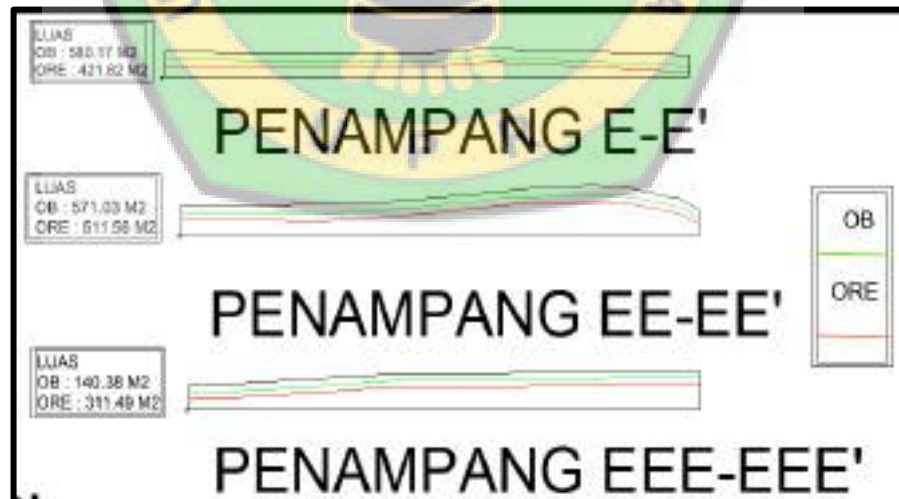 LUAS
OB : 580.17 M2
ORE : 421.82 M2
PENAMPANG E-E'
LUAS
OB : 571.03 M2
ORE : 511.56 M2
PENAMPANG EE-EE'
OB
ORE
LUAS
OB : 140.38 M2
ORE : 311.49 M2
PENAMPANG EEE-EEE'